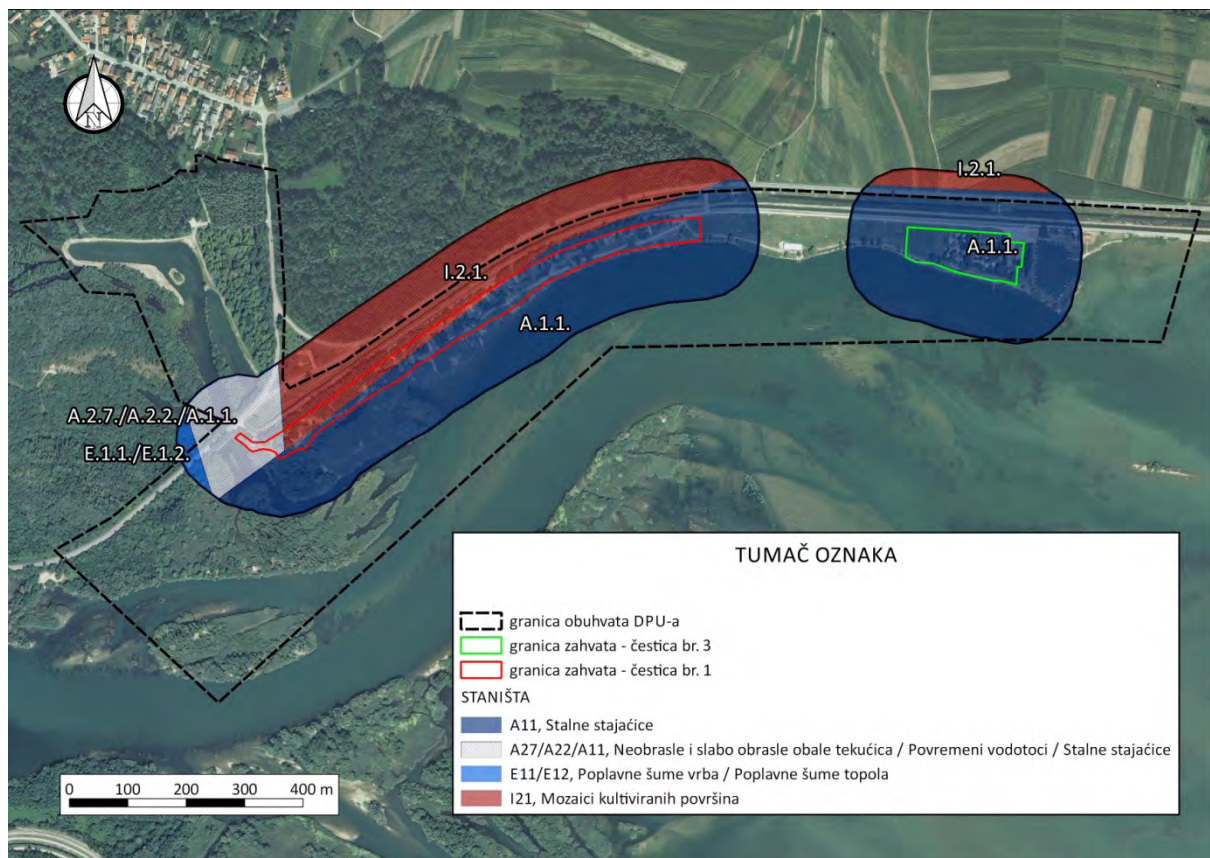 N
I.2.1.
A.1.1.
I.2.1.
A.1.1.
A.2.7./A.2.2./A.1.1.
E.1.1./E.1.2.
TUMAČ OZNAKA
granica obuhvata DPU-a
granica zahvata - čestica br. 3
granica zahvata - čestica br. 1
STANIŠTA
A11, Stalne stajaćice
A27/A22/A11, Neobrasle i slabo obrasle obale tekućica / Povremeni vodotoci / Stalne stajaćice
E11/E12, Poplavne šume vrba / Poplavne šume topola
I21, Mozaici kultiviranih površina
0 100 200 300 400 m